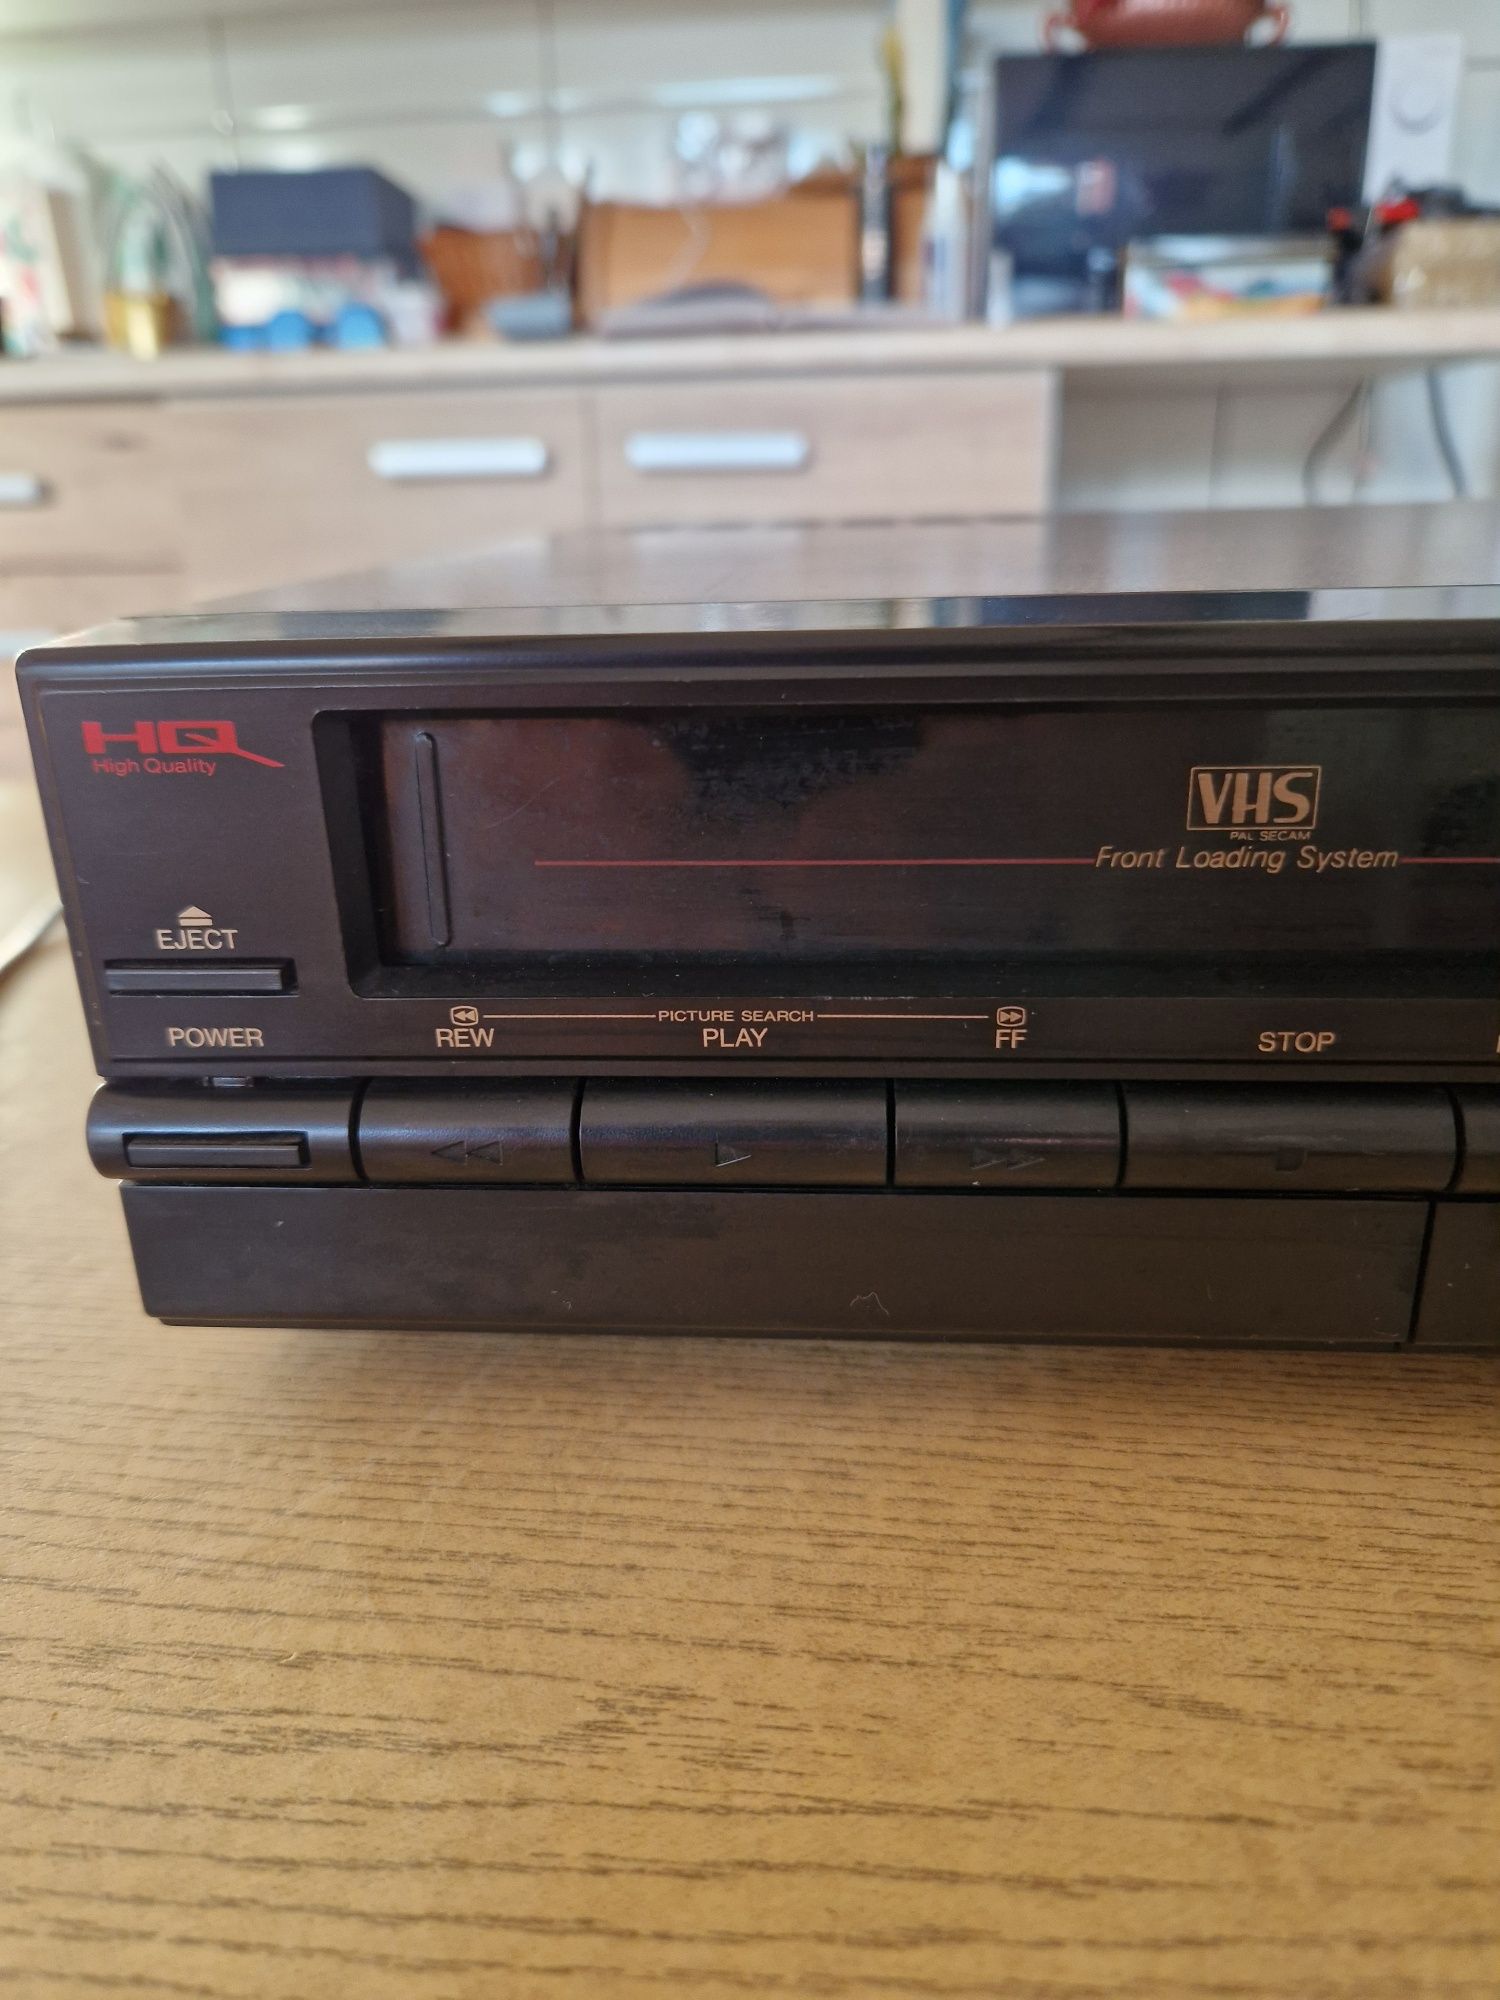 HQ
High Quality
VHS
PAL SECAM
Front Loading System
EJECT
PICTURE SEARCH
POWER
REW
PLAY
FF
STOP